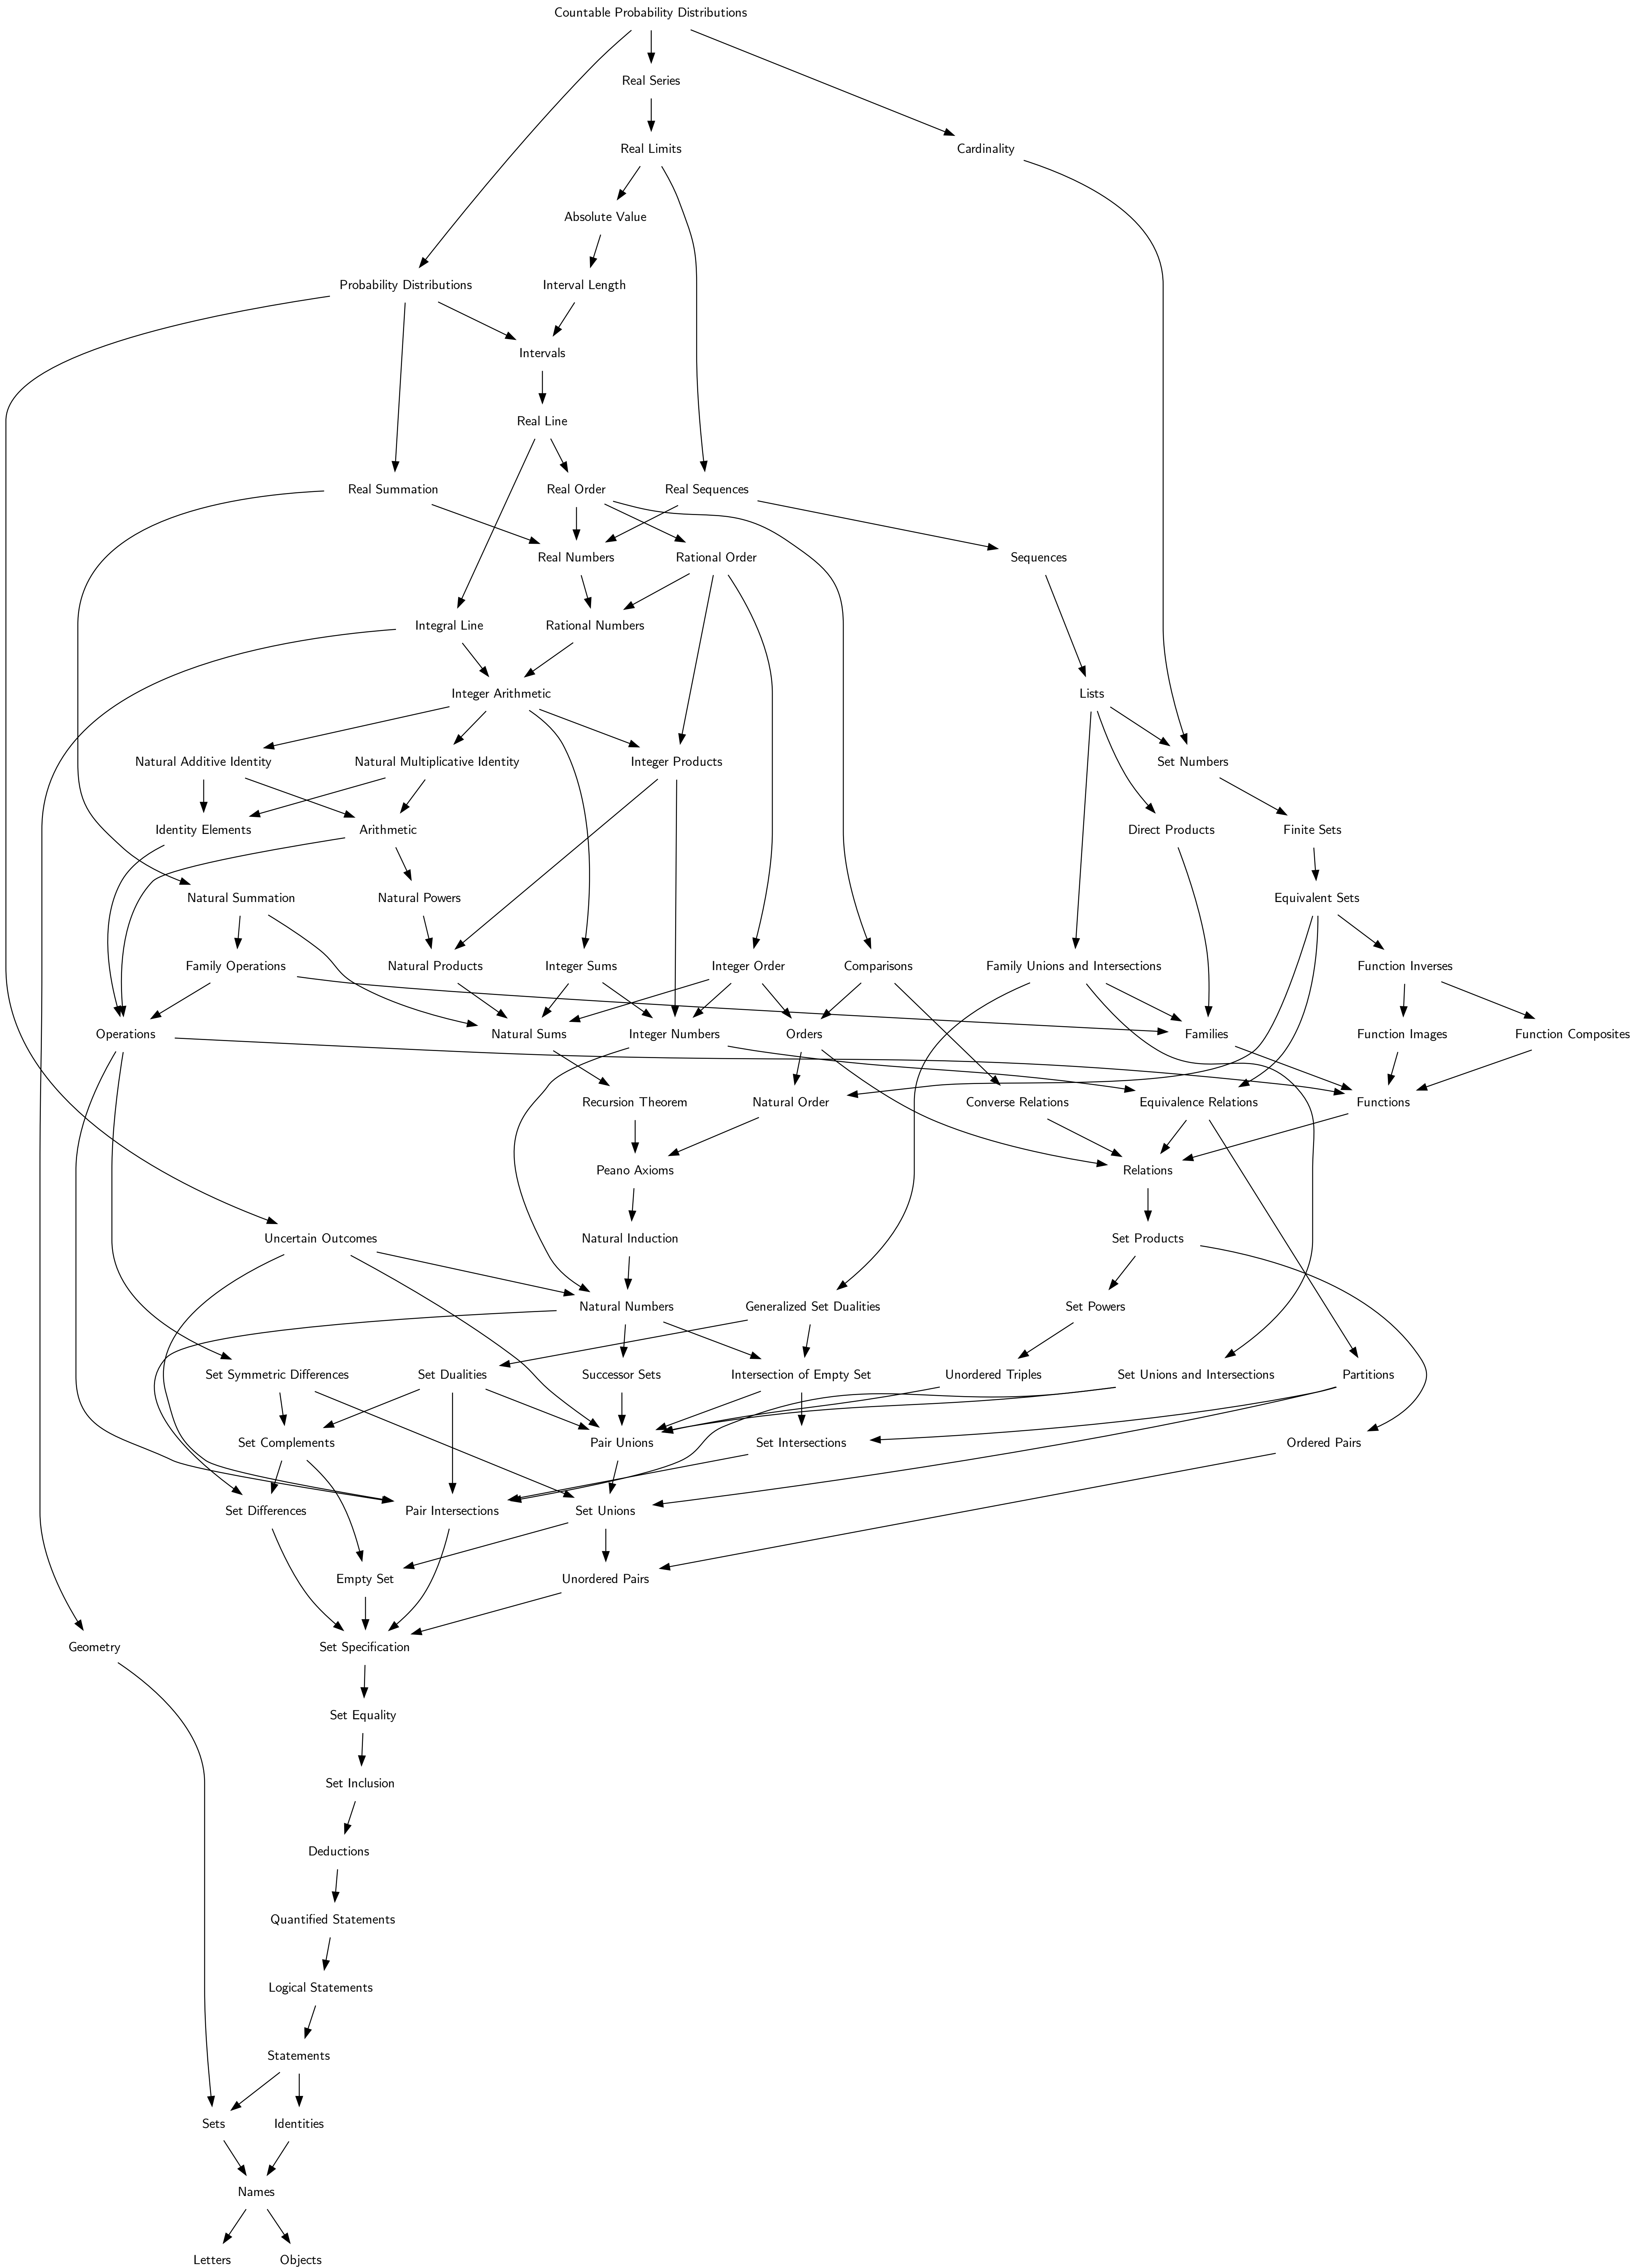 Countable Probability Distributions
Real Series
Real Limits
Cardinality
Absolute Value
Probability Distributions
Interval Length
Intervals
Real Line
Real Summation
Real Order
Real Sequences
Real Numbers
Rational Order
Sequences
Integral Line
Rational Numbers
Integer Arithmetic
Lists
Natural Additive Identity
Natural Multiplicative Identity
Integer Products
Set Numbers
Identity Elements
Arithmetic
Direct Products
Finite Sets
Natural Summation
Natural Powers
Equivalent Sets
Family Operations
Natural Products
Integer Sums
Integer Order
Comparisons
Family Unions and Intersections
Function Inverses
Operations
Natural Sums
Integer Numbers
Orders
Families
Function Images
Function Composites
Recursion Theorem
Natural Order
Converse Relations
Equivalence Relations
Functions
Peano Axioms
Relations
Uncertain Outcomes
Natural Induction
Set Products
Natural Numbers
Generalized Set Dualities
Set Powers
Set Symmetric Differences
Set Dualities
Successor Sets
Intersection of Empty Set
Unordered Triples
Set Unions and Intersections
Partitions
Set Complements
Pair Unions
Set Intersections
Ordered Pairs
Set Differences
Pair Intersections
Set Unions
Empty Set
Unordered Pairs
Geometry
Set Specification
Set Equality
Set Inclusion
Deductions
Quantified Statements
Logical Statements
Statements
Sets
Identities
Names
Letters
Objects